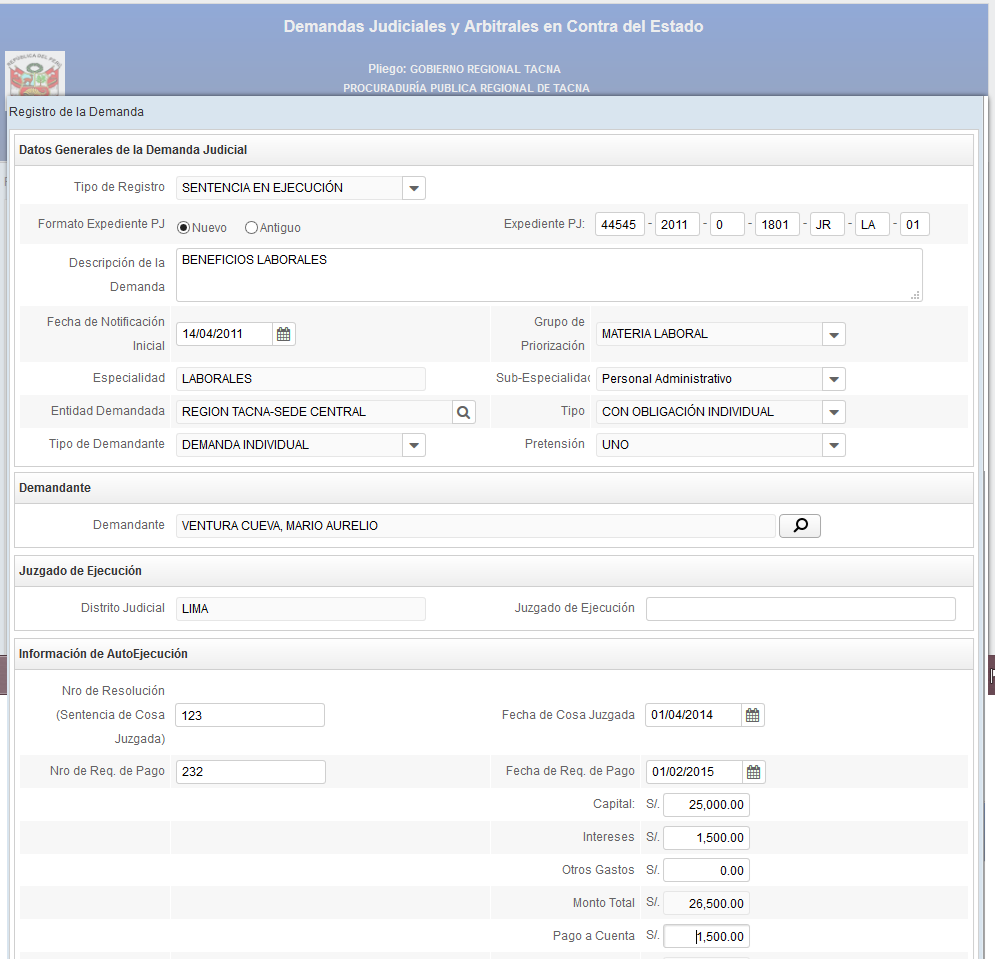 Demandas Judiciales y Arbitrales en Contra del Estado
REPUBLICA DEL PERU
Pliego: GOBIERNO REGIONAL TACNA
PROCURADURÍA PUBLICA REGIONAL DE TACNA
Registro de la Demanda
Datos Generales de la Demanda Judicial
Tipo de Registro SENTENCIA EN EJECUCIÓN
Formato Expediente PJ Nuevo Antiguo Expediente PJ: 44545 - 2011 - 0 - 1801 - JR - LA - 01
Descripción de la Demanda BENEFICIOS LABORALES
Fecha de Notificación Inicial 14/04/2011 Grupo de Priorización MATERIA LABORAL
Especialidad LABORALES Sub-Especialidad Personal Administrativo
Entidad Demandada REGION TACNA-SEDE CENTRAL Tipo CON OBLIGACIÓN INDIVIDUAL
Tipo de Demandante DEMANDA INDIVIDUAL Pretensión UNO
Demandante
Demandante VENTURA CUEVA, MARIO AURELIO
Juzgado de Ejecución
Distrito Judicial LIMA Juzgado de Ejecución
Información de AutoEjecución
Nro de Resolución
(Sentencia de Cosa Juzgada) 123 Fecha de Cosa Juzgada 01/04/2014
Nro de Req. de Pago 232 Fecha de Req. de Pago 01/02/2015
Capital: S/. 25,000.00
Intereses S/. 1,500.00
Otros Gastos S/. 0.00
Monto Total S/. 26,500.00
Pago a Cuenta S/. 1,500.00